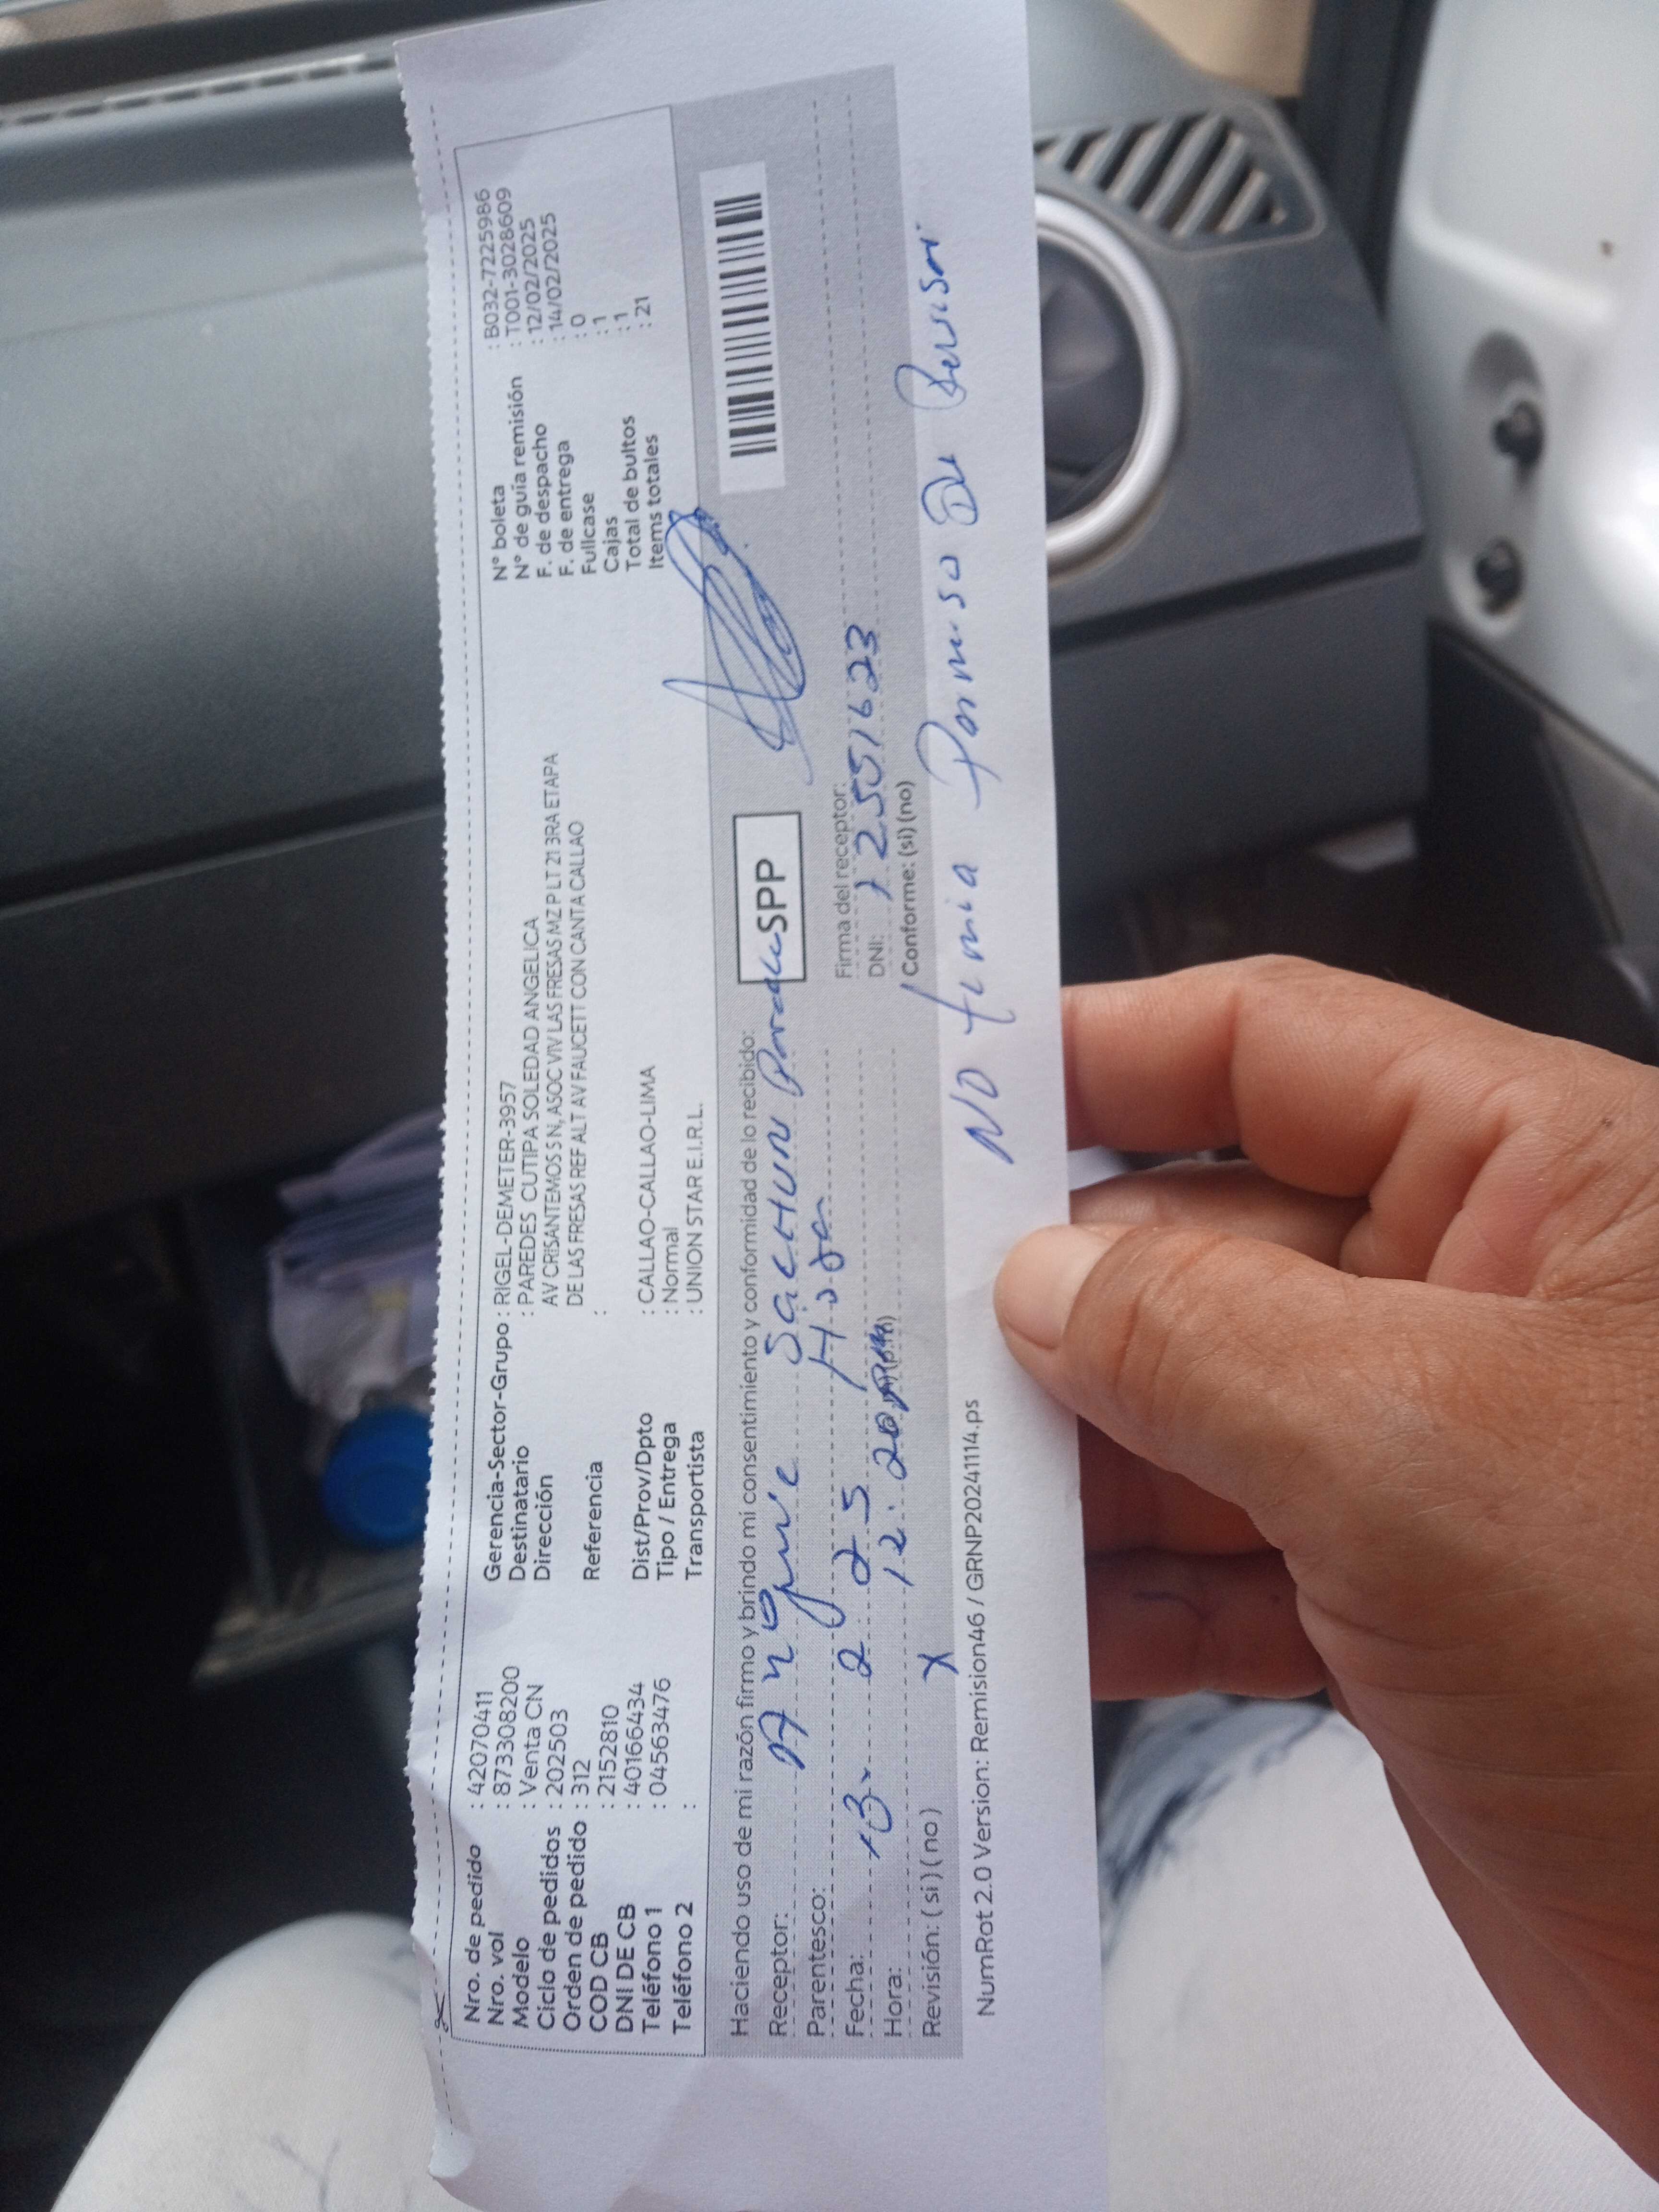 Nro. de pedido : 42070411
Nro. vol : 873308200
Modelo : Venta CN
Ciclo de pedidos : 202503
Orden de pedido : 312
COD CB : 2152810
DNI DE CB : 40166434
Teléfono 1 : 04563476
Teléfono 2 :
Gerencia-Sector-Grupo : RIGEL-DEMETER-3957
Destinatario : PAREDES CUTIPA SOLEDAD ANGELICA
Dirección AV CRISANTEMOS S N, ASOC VIV LAS FRESAS MZ P LT 21 3RA ETAPA
DE LAS FRESAS REF ALT AV FAUCETT CON CANTA CALLAO
Referencia :
Dist/Prov/Dpto : CALLAO-CALLAO-LIMA
Tipo / Entrega : Normal
Transportista : UNION STAR E.I.R.L.
N° boleta : B032-7225986
N° de guía remisión : T001-3028609
F. de despacho : 12/02/2025
F. de entrega : 14/02/2025
Fullcase : 0
Cajas : 1
Total de bultos : 1
Items totales : 21
Haciendo uso de mi razón firmo y brindo mi consentimiento y conformidad de lo recibido:
SPP
Receptor: Sachun
Parentesco:
Fecha: 13. 2 025
Hora: 12.20
Revisión: ( si ) ( no ) X
Firma del receptor:
DNI: 72551623
Conforme: (si) (no)
No tenia Permiso De
NumRot 2.0 Version: Remision46 / GRNP20241114.ps